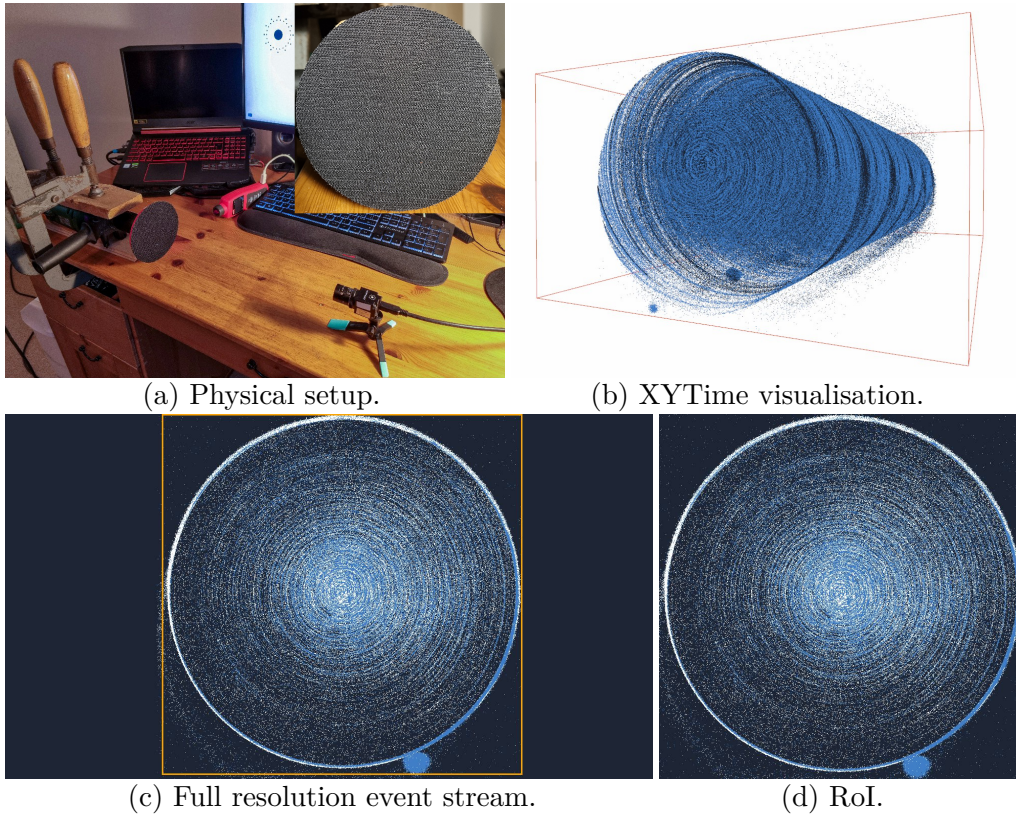 (a) Physical setup.
(b) XYTime visualisation.
(c) Full resolution event stream.
(d) RoI.